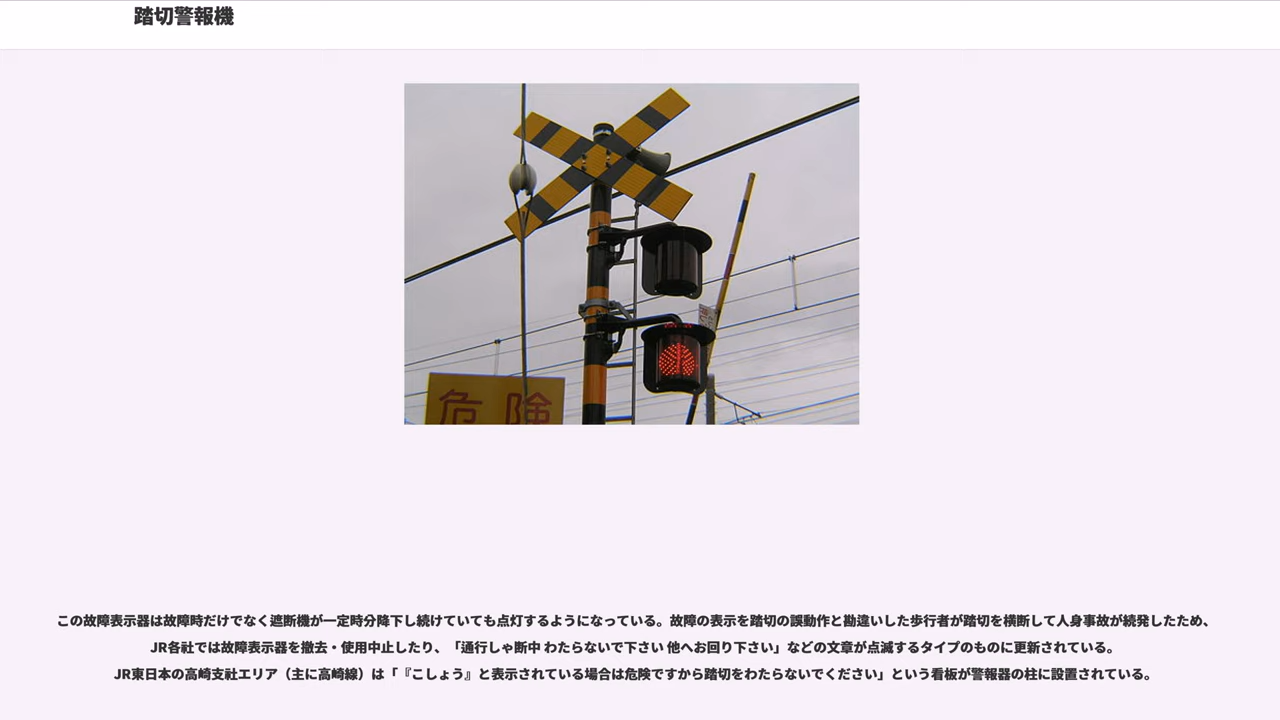 踏切警報機
危険
この故障表示器は故障時だけでなく遮断機が一定時分降下し続けていても点灯するようになっている。故障の表示を踏切の誤動作と勘違いした歩行者が踏切を横断して人身事故が続発したため、
JR各社では故障表示器を撤去・使用中止したり、「通行しゃ断中 わたらないで下さい 他へお回り下さい」などの文章が点滅するタイプのものに更新されている。
JR東日本の高崎支社エリア（主に高崎線）は「『こしょう』と表示されている場合は危険ですから踏切をわたらないでください」という看板が警報器の柱に設置されている。